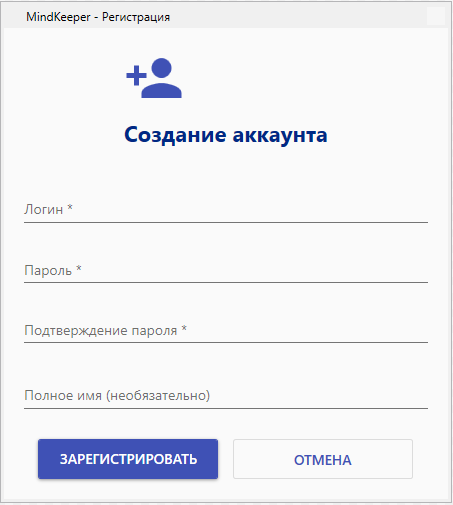 MindKeeper - Регистрация
Создание аккаунта
Логин *
Пароль *
Подтверждение пароля *
Полное имя (необязательно)
ЗАРЕГИСТРИРОВАТЬ
ОТМЕНА